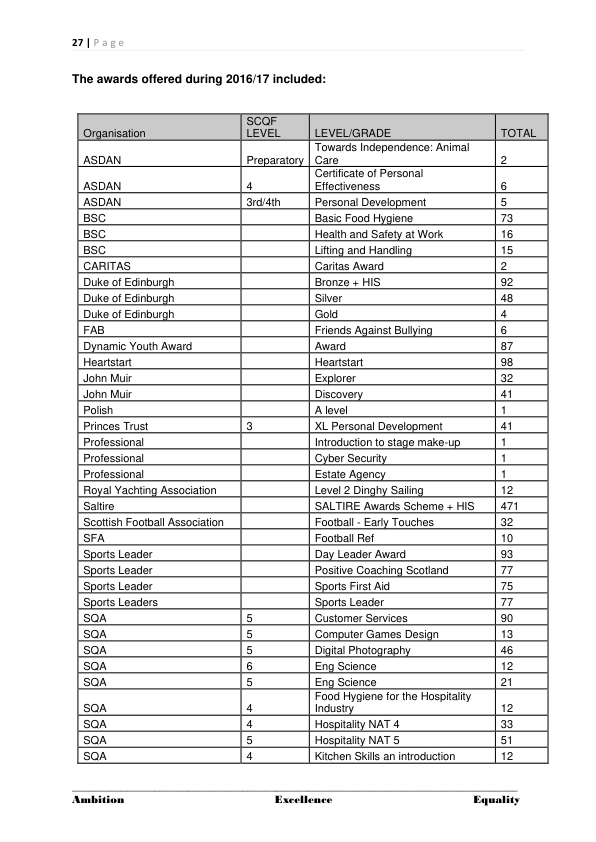 27 | Page
The awards offered during 2016/17 included:
SCQF
Organisation LEVEL LEVEL/GRADE TOTAL
Towards Independence: Animal
ASDAN Preparatory Care 2
Certificate of Personal
ASDAN 4 Effectiveness 6
ASDAN 3rd/4th Personal Development 5
BSC Basic Food Hygiene 73
BSC Health and Safety at Work 16
BSC Lifting and Handling 15
CARITAS Caritas Award 2
Duke of Edinburgh Bronze + HIS 92
Duke of Edinburgh Silver 48
Duke of Edinburgh Gold 4
FAB Friends Against Bullying 6
Dynamic Youth Award Award 87
Heartstart Heartstart 98
John Muir Explorer 32
John Muir Discovery 41
Polish A level 1
Princes Trust 3 XL Personal Development 41
Professional Introduction to stage make-up 1
Professional Cyber Security 1
Professional Estate Agency 1
Royal Yachting Association Level 2 Dinghy Sailing 12
Saltire SALTIRE Awards Scheme + HIS 471
Scottish Football Association Football - Early Touches 32
SFA Football Ref 10
Sports Leader Day Leader Award 93
Sports Leader Positive Coaching Scotland 77
Sports Leader Sports First Aid 75
Sports Leaders Sports Leader 77
SQA 5 Customer Services 90
SQA 5 Computer Games Design 13
SQA 5 Digital Photography 46
SQA 6 Eng Science 12
SQA 5 Eng Science 21
Food Hygiene for the Hospitality
SQA 4 Industry 12
SQA 4 Hospitality NAT 4 33
SQA 5 Hospitality NAT 5 51
SQA 4 Kitchen Skills an introduction 12
Ambition Excellence Equality